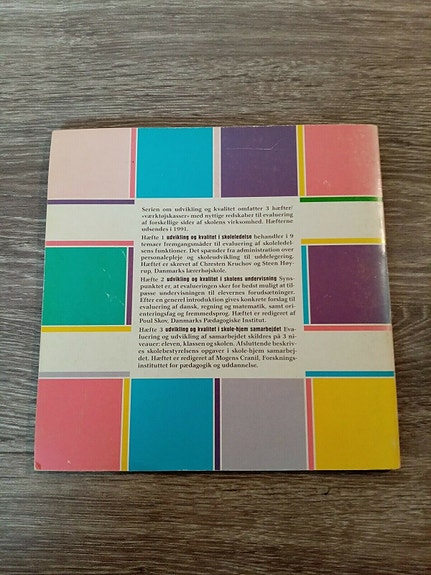 Serien om udvikling og kvalitet omfatter 3 hæfter/
»værktøjskasser» med nyttige redskaber til evaluering
af forskellige sider af skolens virksomhed. Hæfterne
udsendes i 1991.
Hæfte 1 udvikling og kvalitet i skoleledelse behandler i 9
temaer fremgangsmåder til evaluering af skoleledel-
sens funktioner. Det spænder fra administration over
personalepleje og skoleudvikling til uddelegering.
Hæftet er skrevet af Chresten Kruchov og Steen Høy-
rup, Danmarks Lærerhøjskole.
Hæfte 2 udvikling og kvalitet i skolens undervisning Syns-
punktet er, at evalueringen sker for bedst muligt at til-
passe undervisningen til elevernes forudsætninger.
Efter en generel introduktion gives konkrete forslag til
evaluering af dansk, regning og matematik, samt ori-
enteringsfag og fremmedsprog. Hæftet er redigeret af
Poul Skov, Danmarks Pædagogiske Institut.
Hæfte 3 udvikling og kvalitet i skole-hjem samarbejdet Eva-
luering og udvikling af samarbejdet skildres på 3 ni-
veauer: eleven, klassen og skolen. Afsluttende beskri-
ves skolebestyrelsens opgaver i skole-hjem samarbej-
det. Hæftet er redigeret af Mogens Cranil, Forsknings-
instituttet for pædagogik og uddannelse.